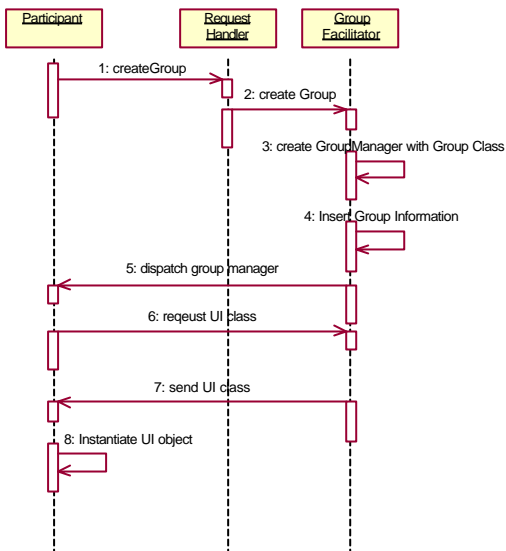 Participant
Request
Handler
Group
Facilitator
1: createGroup
2: create Group
3: create GroupManager with Group Class
4: Insert Group Information
5: dispatch group manager
6: reqeust UI class
7: send UI class
8: Instantiate UI object